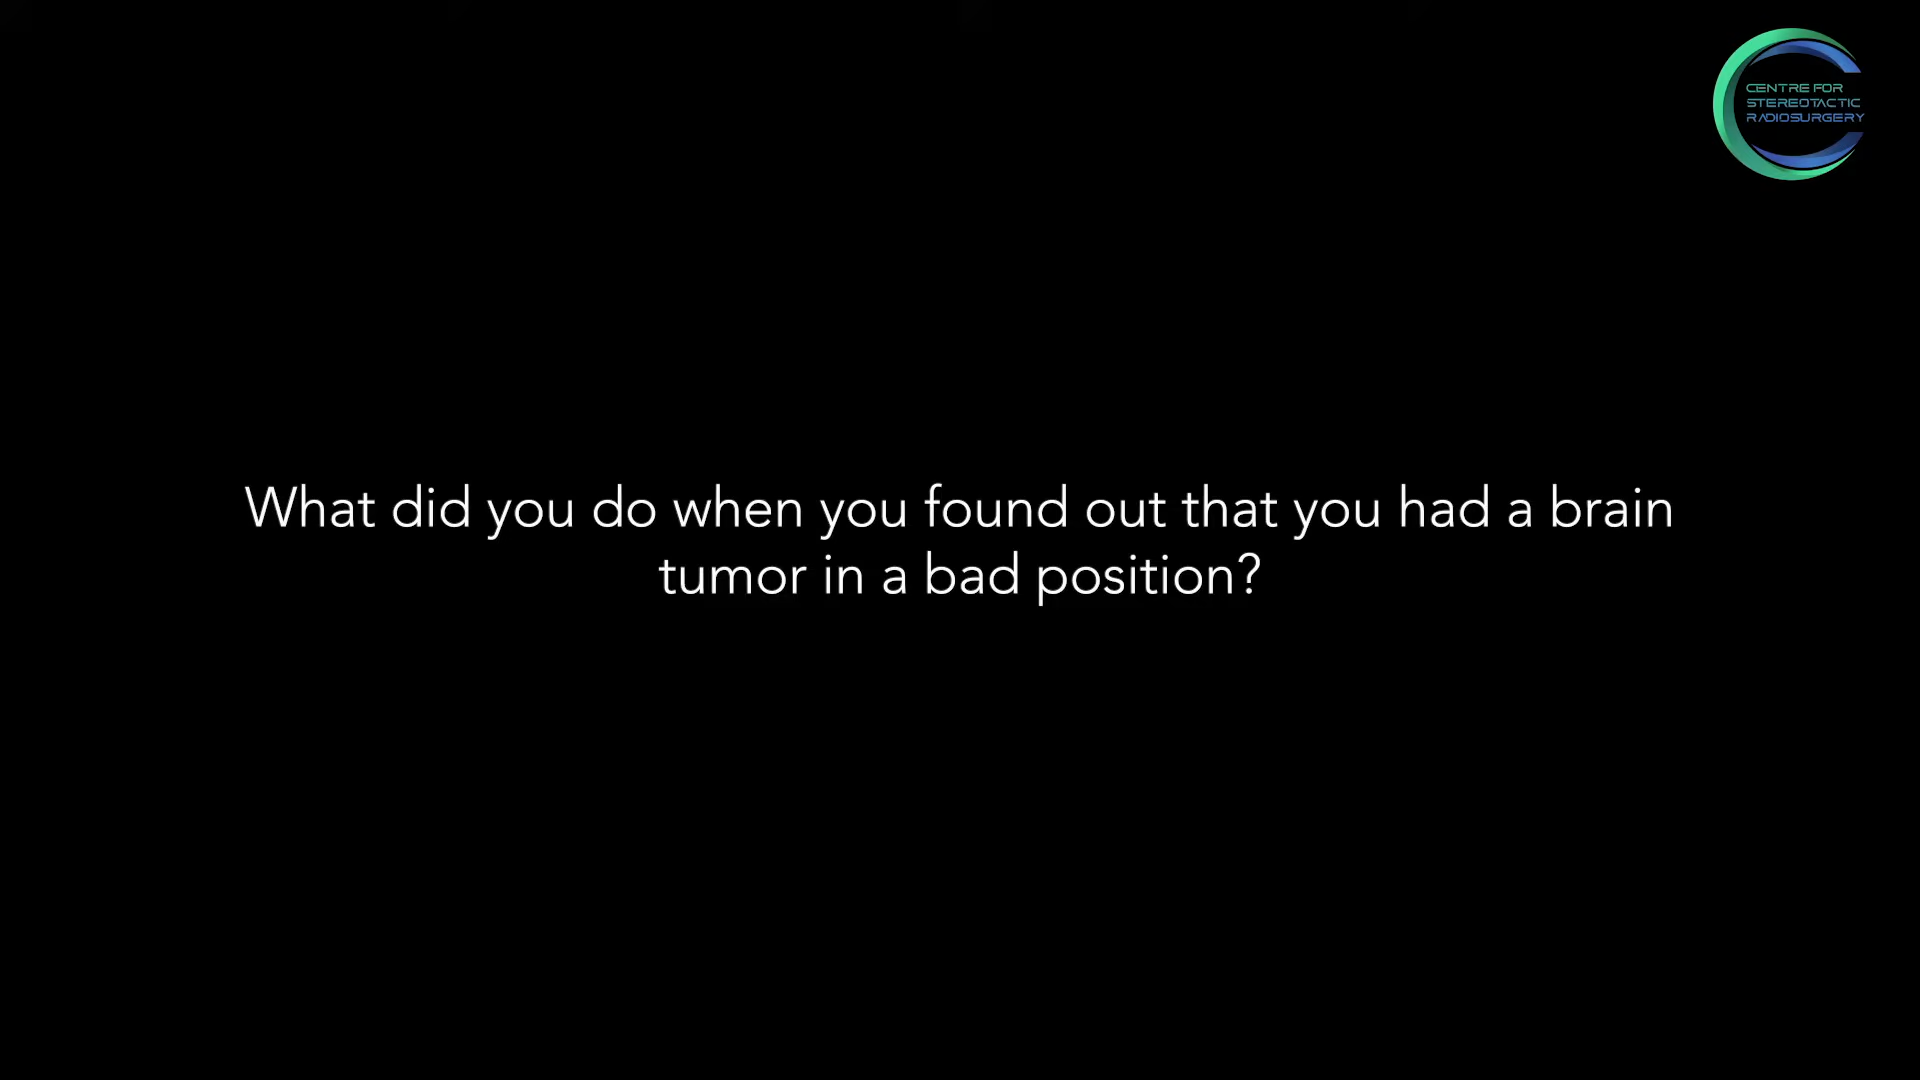 CENTRE FOR
STEREOTACTIC
RADIOSURGERY
What did you do when you found out that you had a brain
tumor in a bad position?